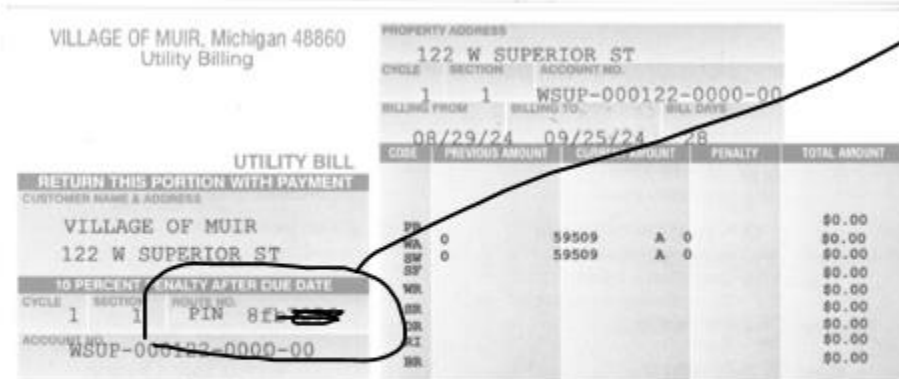 VILLAGE OF MUIR, Michigan 48860
Utility Billing
UTILITY BILL
RETURN THIS PORTION WITH PAYMENT
CUSTOMER NAME & ADDRESS
VILLAGE OF MUIR
122 W SUPERIOR ST
10 PERCENT PENALTY AFTER DUE DATE
CYCLE SECTION ROUTE NO.
1 1 PIN 8fb
ACCOUNT NO.
WSUP-000122-0000-00
PROPERTY ADDRESS
122 W SUPERIOR ST
CYCLE SECTION ACCOUNT NO.
1 1 WSUP-000122-0000-00
BILLING FROM BILLING TO BILL DAYS
08/29/24 09/25/24 28
CODE PREVIOUS AMOUNT CURRENT AMOUNT PENALTY TOTAL AMOUNT
PB $0.00
WA 0 59509 A 0 $0.00
SW 0 59509 A 0 $0.00
SF $0.00
WR $0.00
SR $0.00
OR $0.00
RI $0.00
BR $0.00